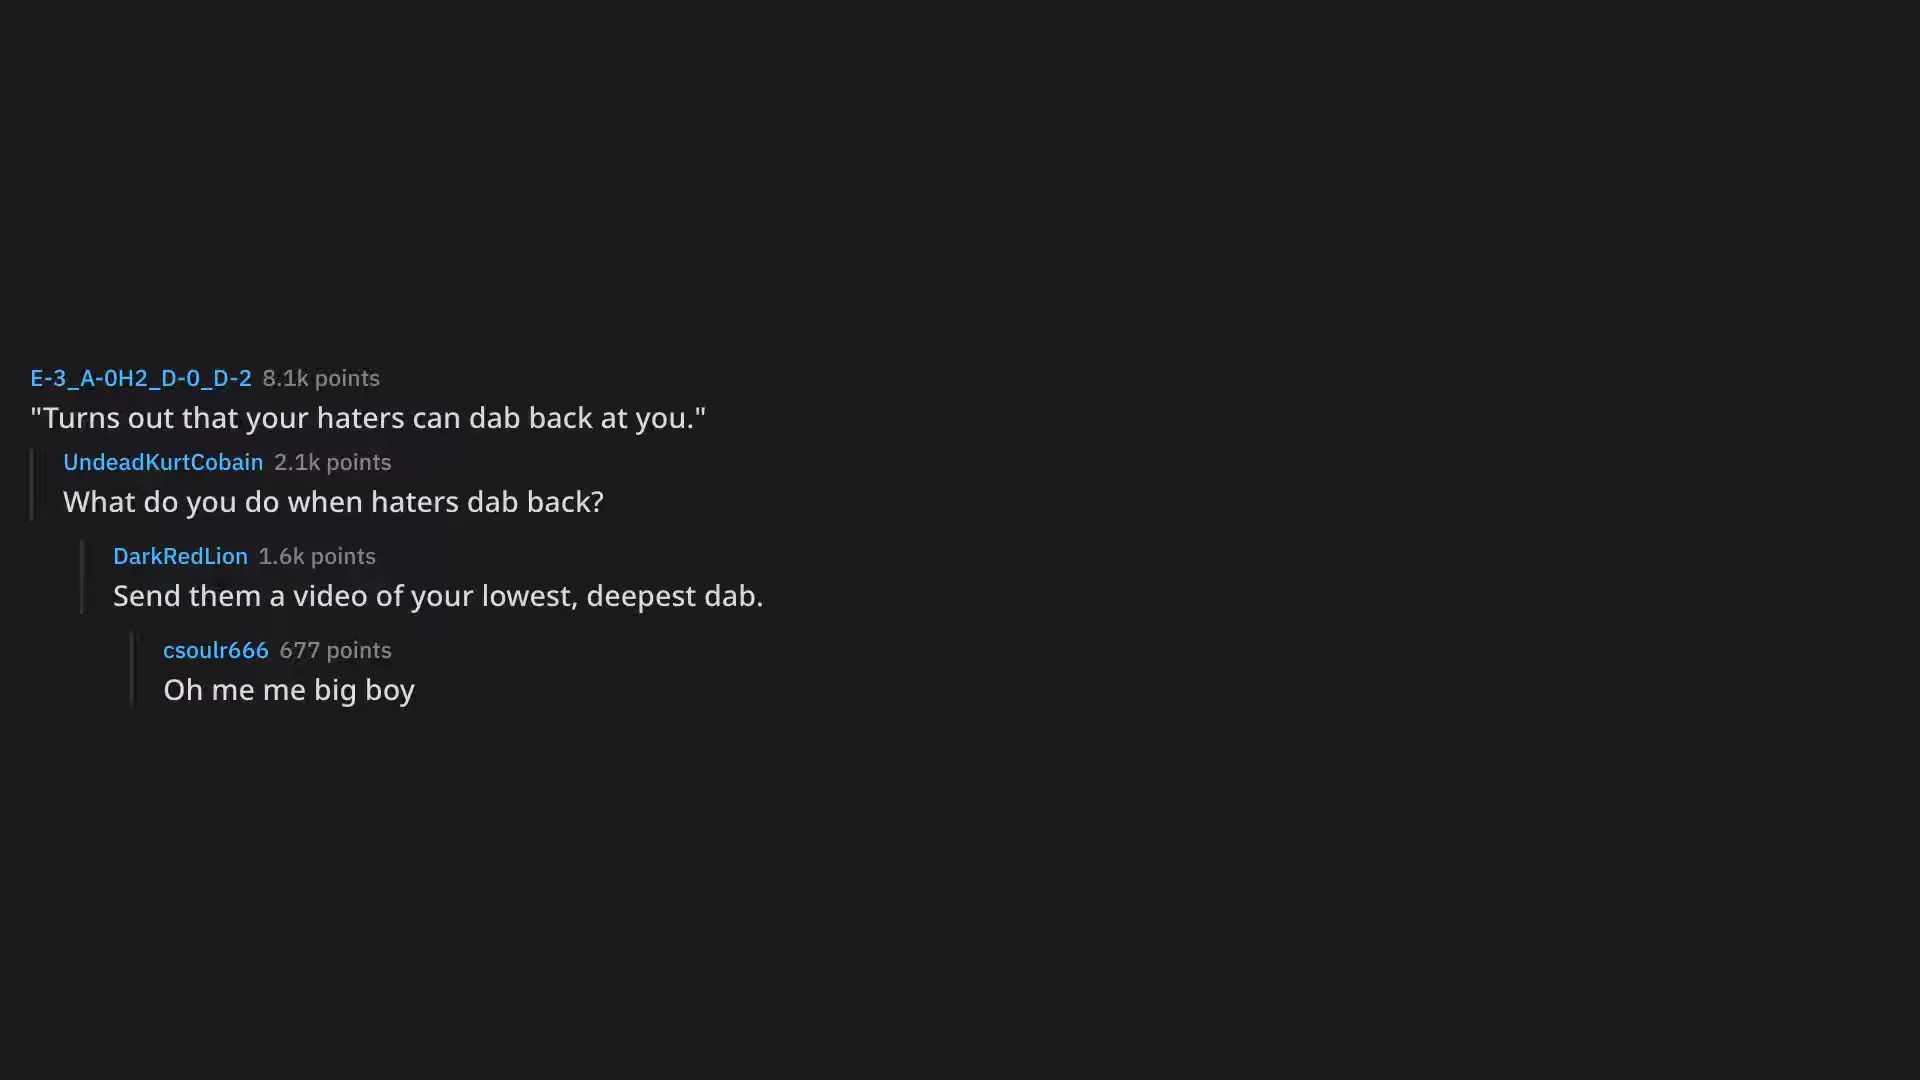 E-3_A-0H2_D-0_D-2 8.1k points
"Turns out that your haters can dab back at you."
UndeadKurtCobain 2.1k points
What do you do when haters dab back?
DarkRedLion 1.6k points
Send them a video of your lowest, deepest dab.
csoulr666 677 points
Oh me me big boy